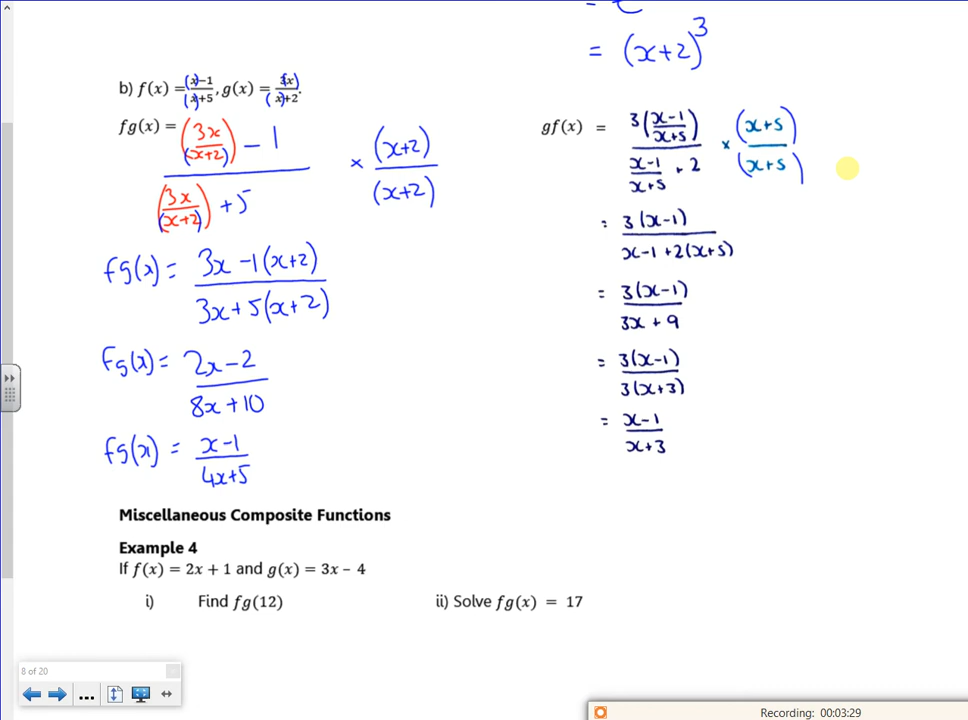 = (x+2)³
b) f(x) = (x)-1/(x)+5, g(x) = 3(x)/(x)+2.
fg(x) = (3x/(x+2)) - 1 / (3x/(x+2)) + 5 × (x+2)/(x+2)
fg(x) = 3x - 1(x+2) / 3x + 5(x+2)
fg(x) = 2x - 2 / 8x + 10
fg(x) = x-1 / 4x+5
gf(x) = 3(x-1/x+5) / x-1/x+5 + 2 × (x+5)/(x+5)
= 3(x-1) / x-1+2(x+5)
= 3(x-1) / 3x+9
= 3(x-1) / 3(x+3)
= x-1 / x+3
Miscellaneous Composite Functions
Example 4
If f(x) = 2x + 1 and g(x) = 3x - 4
i) Find fg(12)
ii) Solve fg(x) = 17
8 of 20
...
Recording: 00:03:29